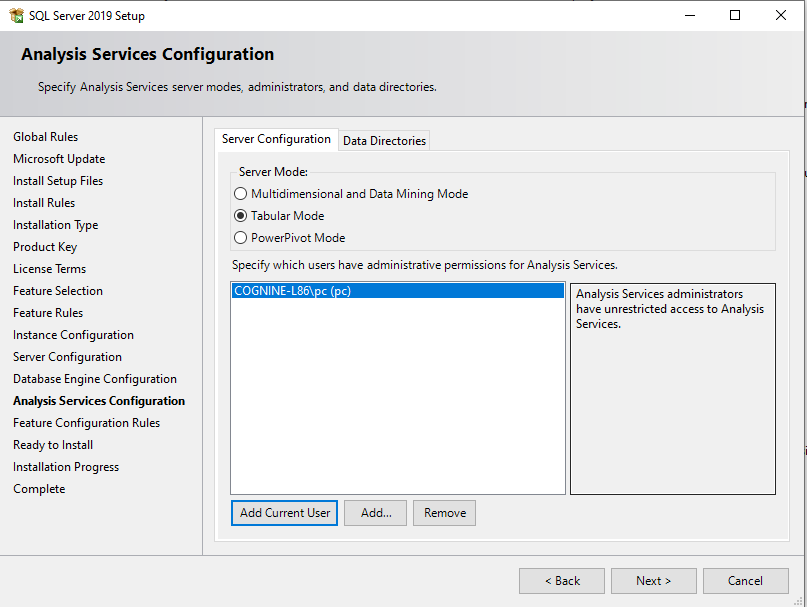 SQL Server 2019 Setup
Analysis Services Configuration
Specify Analysis Services server modes, administrators, and data directories.
Global Rules
Microsoft Update
Install Setup Files
Install Rules
Installation Type
Product Key
License Terms
Feature Selection
Feature Rules
Instance Configuration
Server Configuration
Database Engine Configuration
Analysis Services Configuration
Feature Configuration Rules
Ready to Install
Installation Progress
Complete
Server Configuration
Data Directories
Server Mode:
Multidimensional and Data Mining Mode
Tabular Mode
PowerPivot Mode
Specify which users have administrative permissions for Analysis Services.
COGNINE-L86\pc (pc)
Analysis Services administrators
have unrestricted access to Analysis
Services.
Add Current User
Add...
Remove
< Back
Next >
Cancel